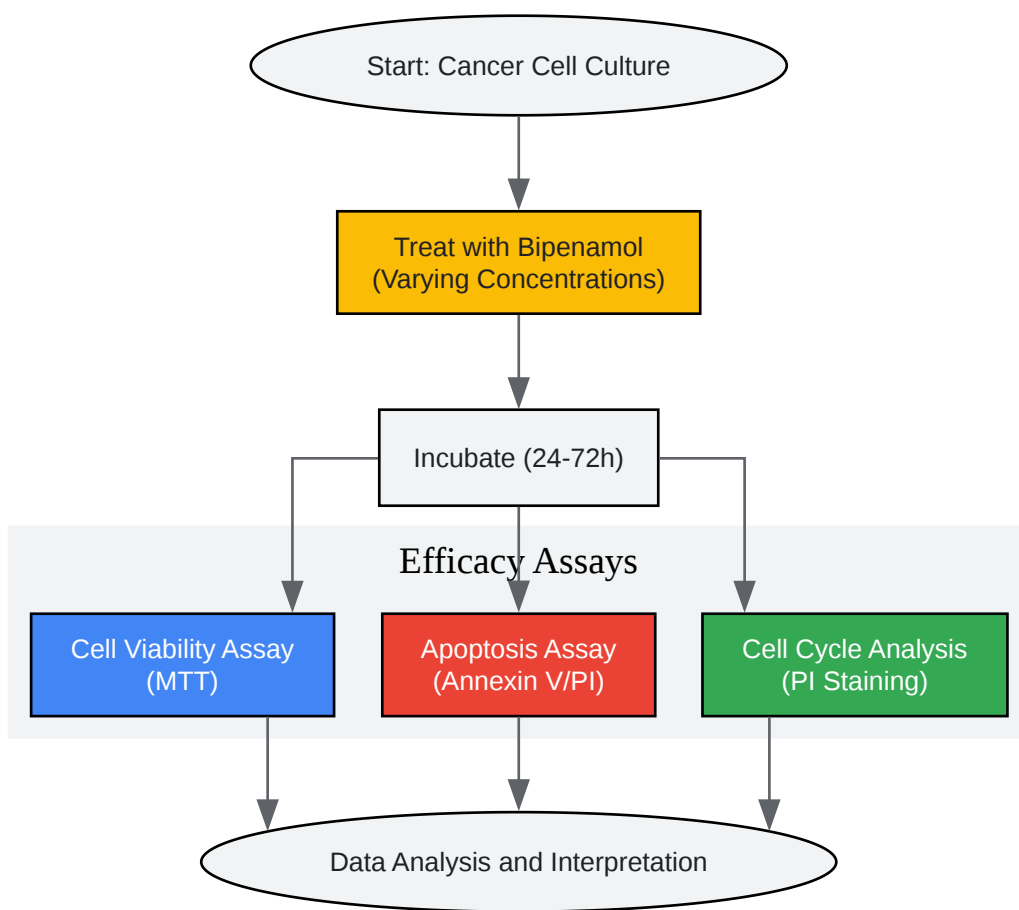 Start: Cancer Cell Culture
Treat with Bipenamol
(Varying Concentrations)
Incubate (24-72h)
Efficacy Assays
Cell Viability Assay
(MTT)
Apoptosis Assay
(Annexin V/PI)
Cell Cycle Analysis
(PI Staining)
Data Analysis and Interpretation